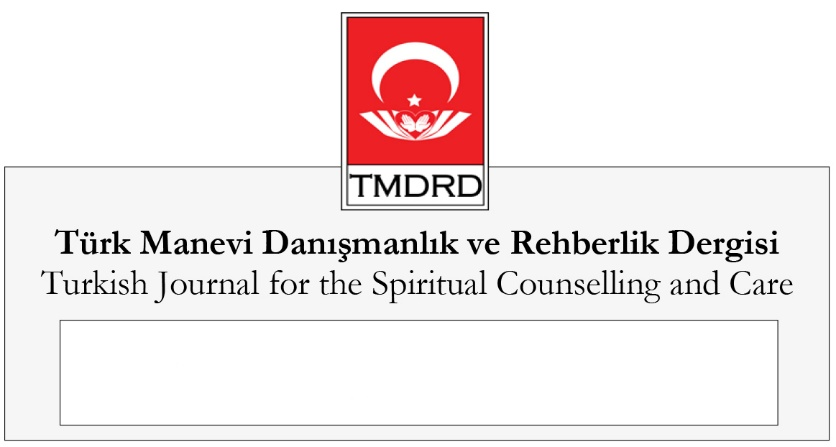 TMDRD
Türk Manevi Danışmanlık ve Rehberlik Dergisi
Turkish Journal for the Spiritual Counselling and Care